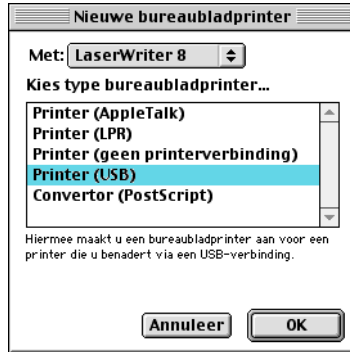 Nieuwe bureaubladprinter
Met: LaserWriter 8
Kies type bureaubladprinter...
Printer (AppleTalk)
Printer (LPR)
Printer (geen printerverbinding)
Printer (USB)
Convertor (PostScript)
Hiermee maakt u een bureaubladprinter aan voor een
printer die u benadert via een USB-verbinding.
Annuleer OK